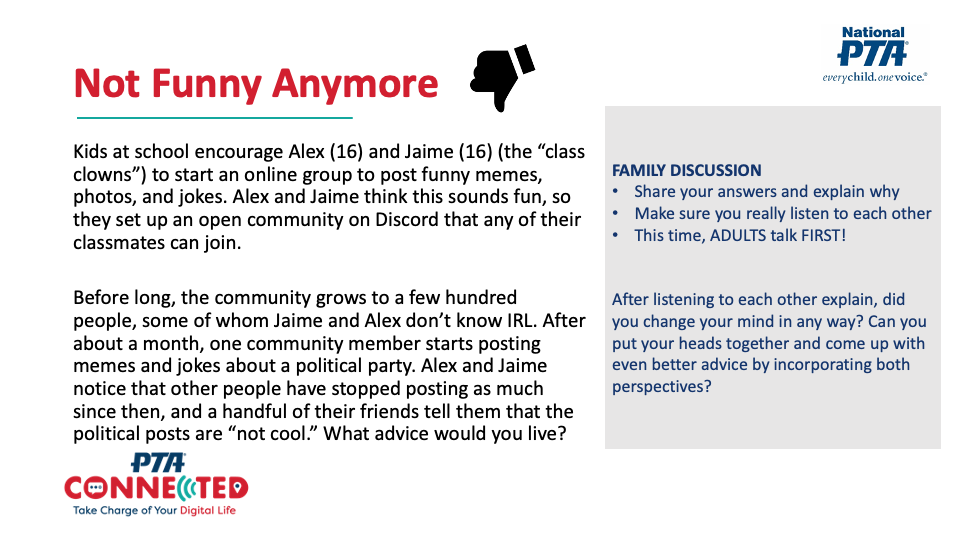 National
PTA®
everychild.onevoice.®
Not Funny Anymore
Kids at school encourage Alex (16) and Jaime (16) (the “class
clowns”) to start an online group to post funny memes,
photos, and jokes. Alex and Jaime think this sounds fun, so
they set up an open community on Discord that any of their
classmates can join.
Before long, the community grows to a few hundred
people, some of whom Jaime and Alex don’t know IRL. After
about a month, one community member starts posting
memes and jokes about a political party. Alex and Jaime
notice that other people have stopped posting as much
since then, and a handful of their friends tell them that the
political posts are “not cool.” What advice would you live?
FAMILY DISCUSSION
• Share your answers and explain why
• Make sure you really listen to each other
• This time, ADULTS talk FIRST!
After listening to each other explain, did
you change your mind in any way? Can you
put your heads together and come up with
even better advice by incorporating both
perspectives?
PTA
CONNECTED
Take Charge of Your Digital Life